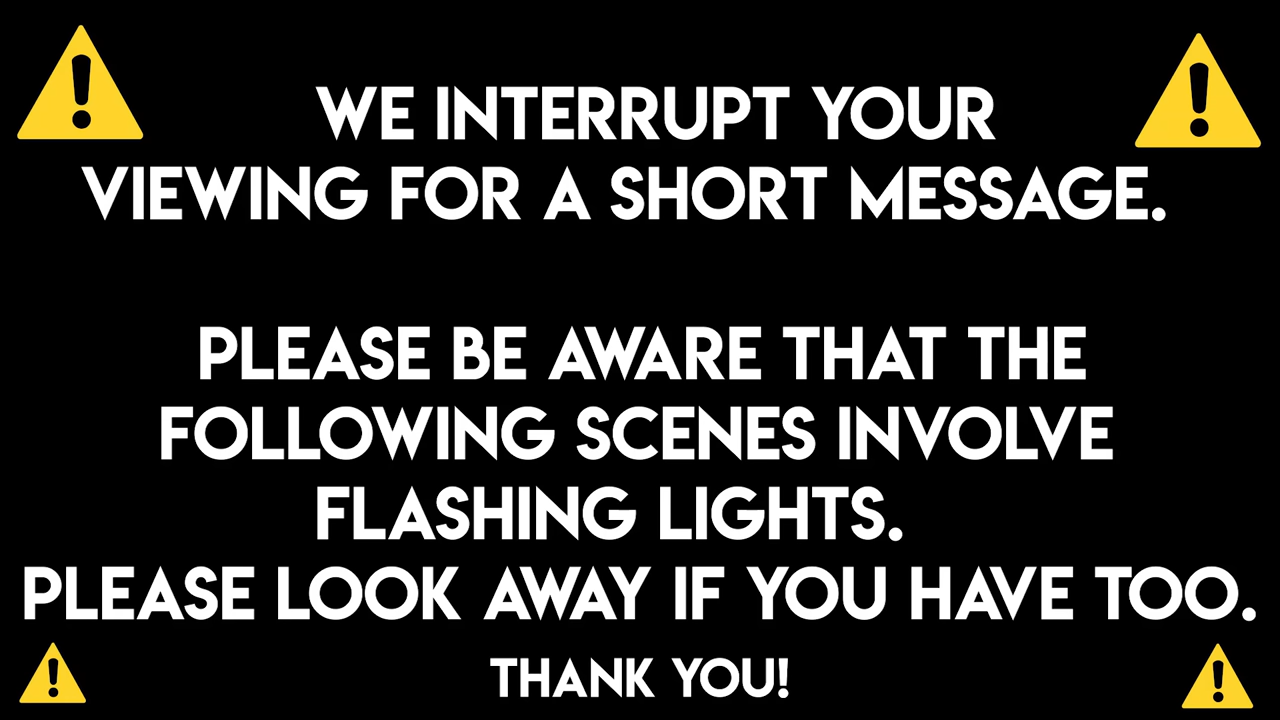 WE INTERRUPT YOUR
VIEWING FOR A SHORT MESSAGE.
PLEASE BE AWARE THAT THE
FOLLOWING SCENES INVOLVE
FLASHING LIGHTS.
PLEASE LOOK AWAY IF YOU HAVE TOO.
THANK YOU!